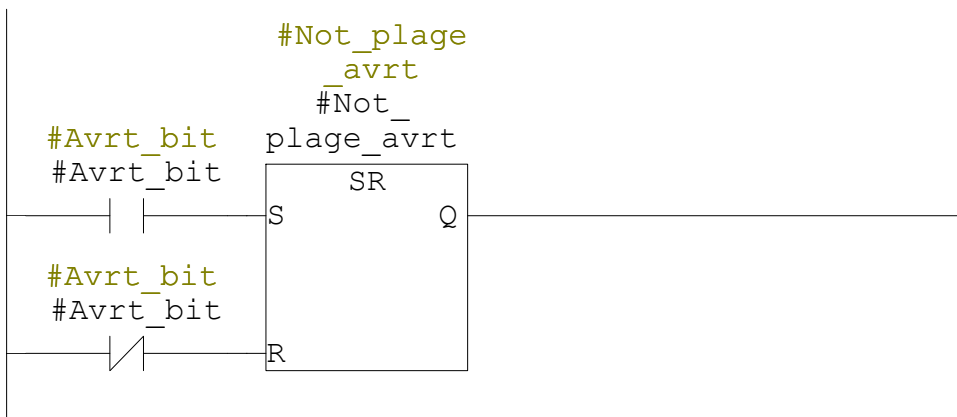 #Not_plage
_avrt
#Not_
plage_avrt
#Avrt_bit
#Avrt_bit
SR
S Q
#Avrt_bit
#Avrt_bit
R